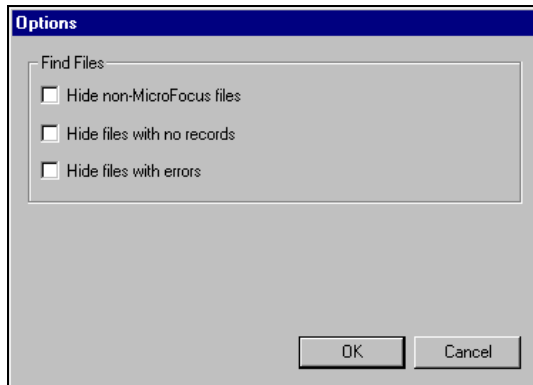 Options
Find Files
Hide non-MicroFocus files
Hide files with no records
Hide files with errors
OK
Cancel